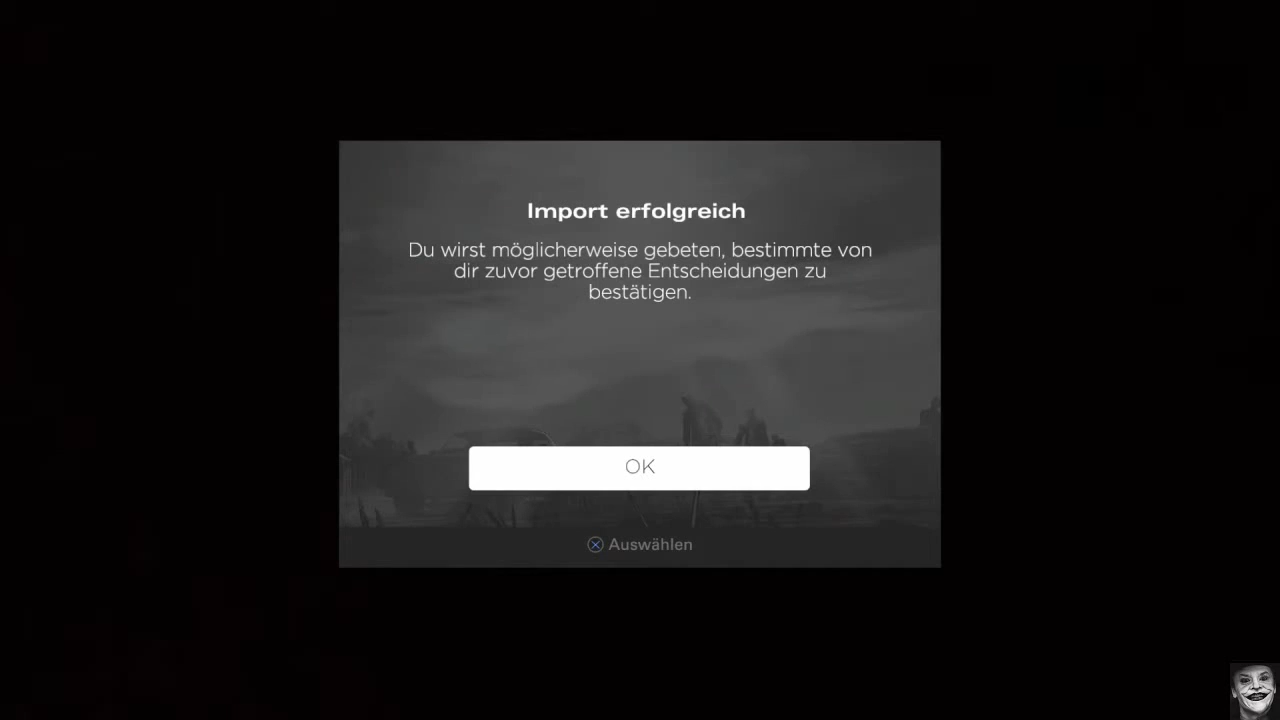 Import erfolgreich
Du wirst möglicherweise gebeten, bestimmte von
dir zuvor getroffene Entscheidungen zu
bestätigen.
OK
Auswählen